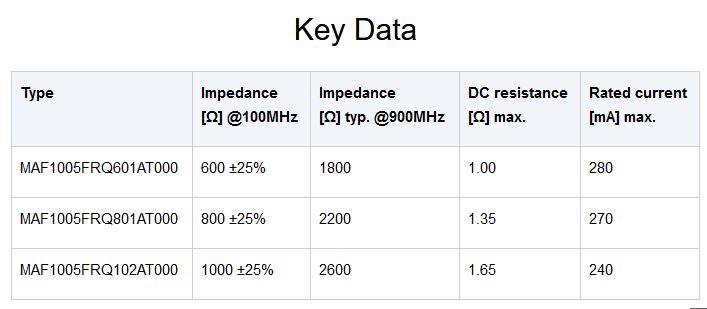 Key Data
Type Impedance [Ω] @100MHz Impedance [Ω] typ. @900MHz DC resistance [Ω] max. Rated current [mA] max.
MAF1005FRQ601AT000 600 ±25% 1800 1.00 280
MAF1005FRQ801AT000 800 ±25% 2200 1.35 270
MAF1005FRQ102AT000 1000 ±25% 2600 1.65 240